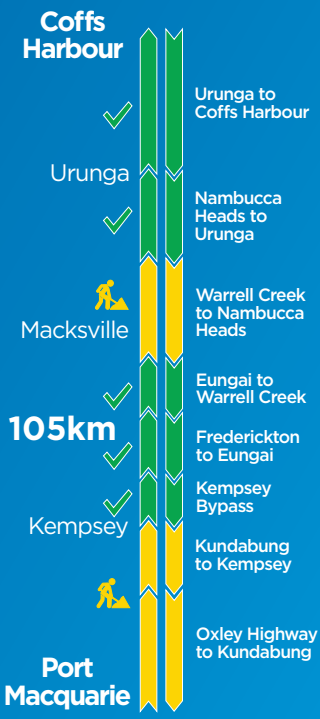 Coffs
Harbour
Urunga to
Coffs Harbour
Urunga
Nambucca
Heads to
Urunga
Warrell Creek
to Nambucca
Heads
Macksville
Eungai to
Warrell Creek
105km
Frederickton
to Eungai
Kempsey
Bypass
Kempsey
Kundabung
to Kempsey
Oxley Highway
to Kundabung
Port
Macquarie